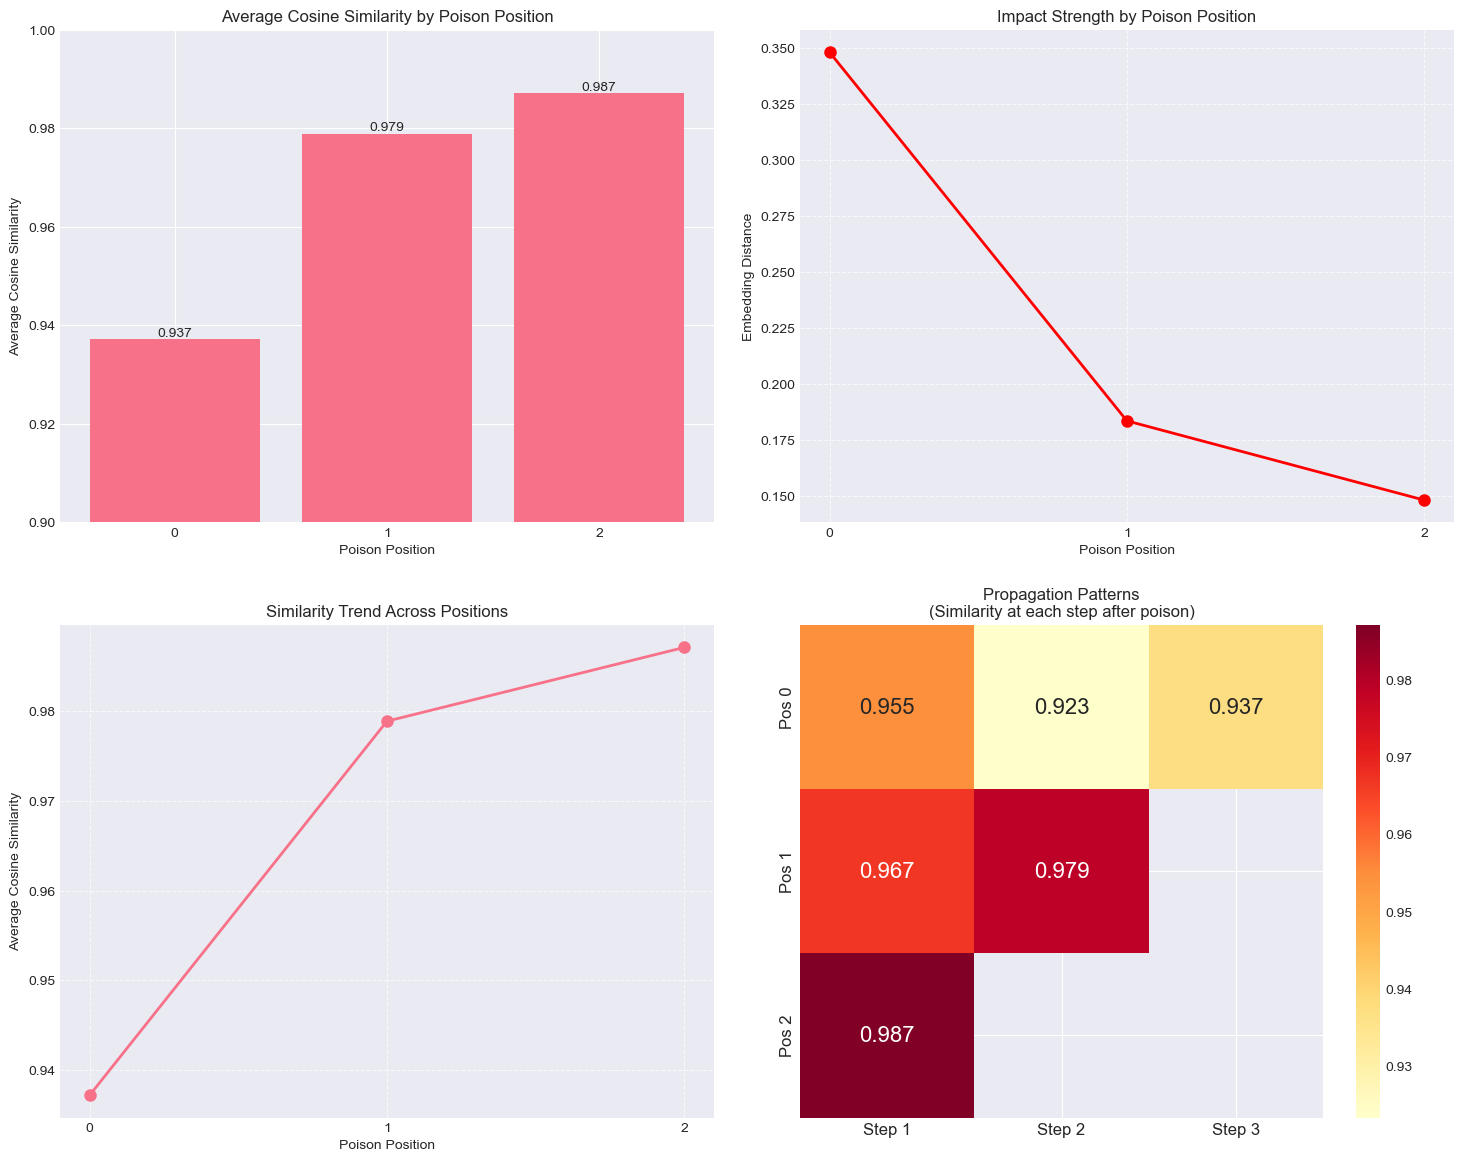 Average Cosine Similarity by Poison Position
Average Cosine Similarity
1.00
0.98
0.96
0.94
0.92
0.90
0.937
0.979
0.987
0
1
2
Poison Position
Impact Strength by Poison Position
Embedding Distance
0.350
0.325
0.300
0.275
0.250
0.225
0.200
0.175
0.150
0
1
2
Poison Position
Similarity Trend Across Positions
Average Cosine Similarity
0.98
0.97
0.96
0.95
0.94
0
1
2
Poison Position
Propagation Patterns
(Similarity at each step after poison)
Pos 0
0.955
0.923
0.937
Pos 1
0.967
0.979
Pos 2
0.987
Step 1
Step 2
Step 3
0.98
0.97
0.96
0.95
0.94
0.93